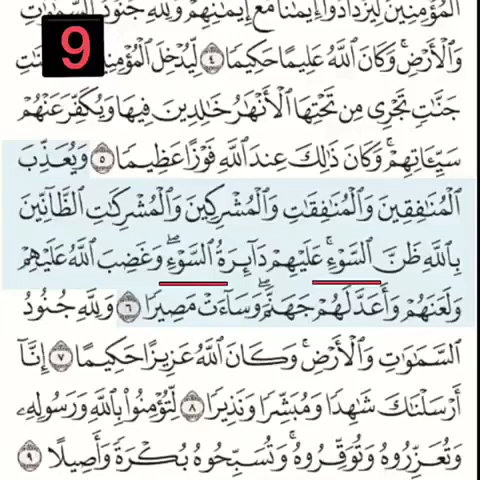 ٱلْمُؤْمِنِينَ لِيَزْدَادُوٓا۟ إِيمَٰنًا مَّعَ إِيمَٰنِهِمْ وَلِلَّهِ جُنُودُ ٱلسَّمَٰوَٰتِ
9
وَٱلْأَرْضِ ۚ وَكَانَ ٱللَّهُ عَلِيمًا حَكِيمًا ٤ لِّيُدْخِلَ ٱلْمُؤْمِنِينَ
جَنَّٰتٍ تَجْرِى مِن تَحْتِهَا ٱلْأَنْهَٰرُ خَٰلِدِينَ فِيهَا وَيُكَفِّرَ عَنْهُمْ
سَيِّـَٔاتِهِمْ ۚ وَكَانَ ذَٰلِكَ عِندَ ٱللَّهِ فَوْزًا عَظِيمًا ٥ وَيُعَذِّبَ
ٱلْمُنَٰفِقِينَ وَٱلْمُنَٰفِقَٰتِ وَٱلْمُشْرِكِينَ وَٱلْمُشْرِكَٰتِ ٱلظَّآنِّينَ
بِٱللَّهِ ظَنَّ ٱلسَّوْءِ ۚ عَلَيْهِمْ دَآئِرَةُ ٱلسَّوْءِ ۖ وَغَضِبَ ٱللَّهُ عَلَيْهِمْ
وَلَعَنَهُمْ وَأَعَدَّ لَهُمْ جَهَنَّمَ ۖ وَسَآءَتْ مَصِيرًا ٦ وَلِلَّهِ جُنُودُ
ٱلسَّمَٰوَٰتِ وَٱلْأَرْضِ ۚ وَكَانَ ٱللَّهُ عَزِيزًا حَكِيمًا ٧ إِنَّآ
أَرْسَلْنَٰكَ شَٰهِدًا وَمُبَشِّرًا وَنَذِيرًا ٨ لِّتُؤْمِنُوا۟ بِٱللَّهِ وَرَسُولِهِۦ
وَتُعَزِّرُوهُ وَتُوَقِّرُوهُ ۚ وَتُسَبِّحُوهُ بُكْرَةً وَأَصِيلًا ٩